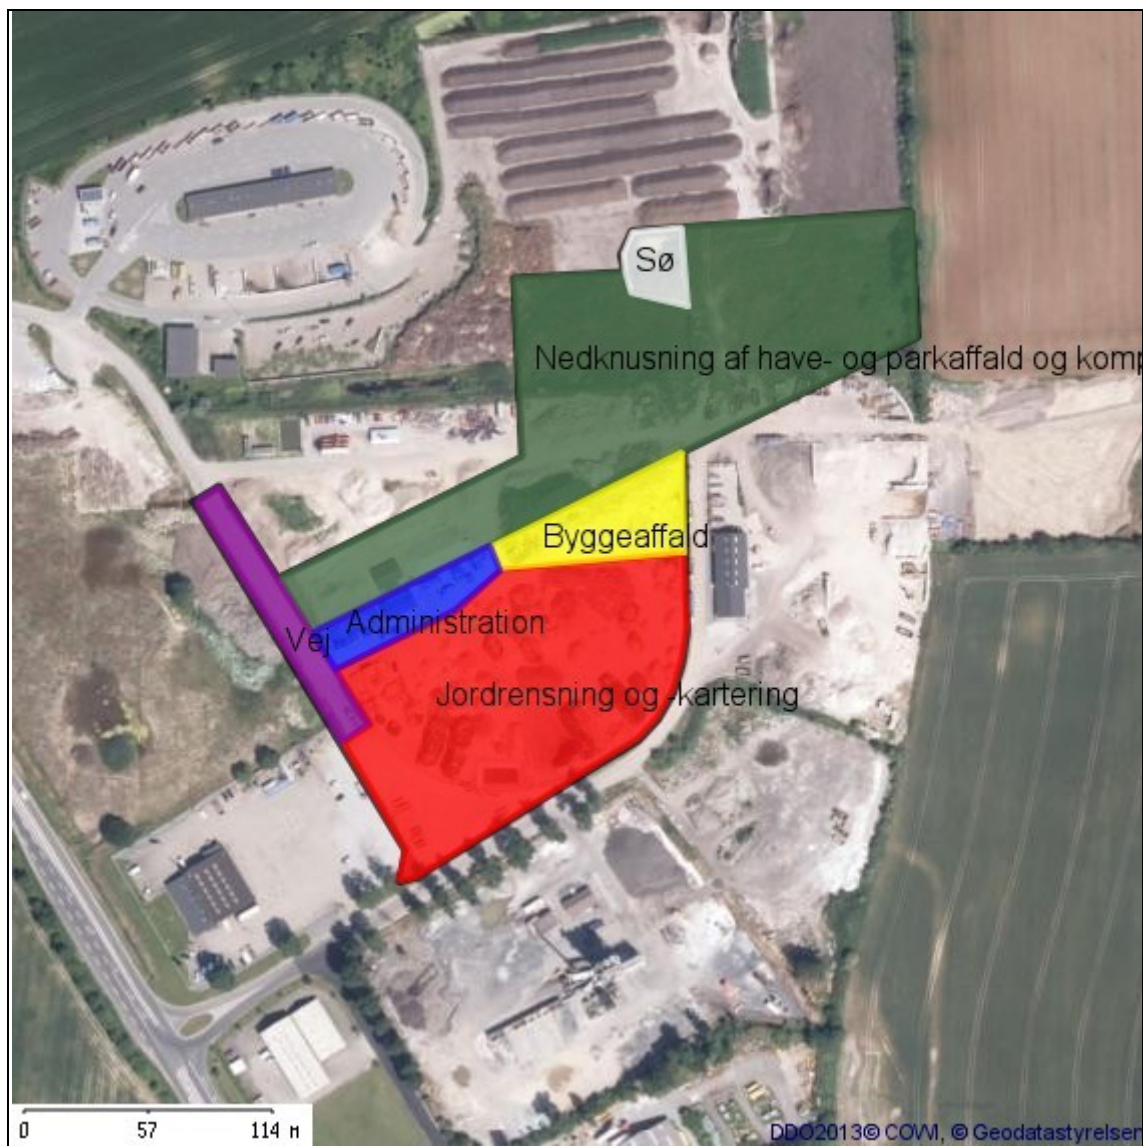 Sø
Nedknusning af have- og parkaffald og komp
Byggeaffald
Administration
Vej
Jordrensning og -kartering
0 57 114 m
DDO2013© COWI, © Geodatastyrelsen